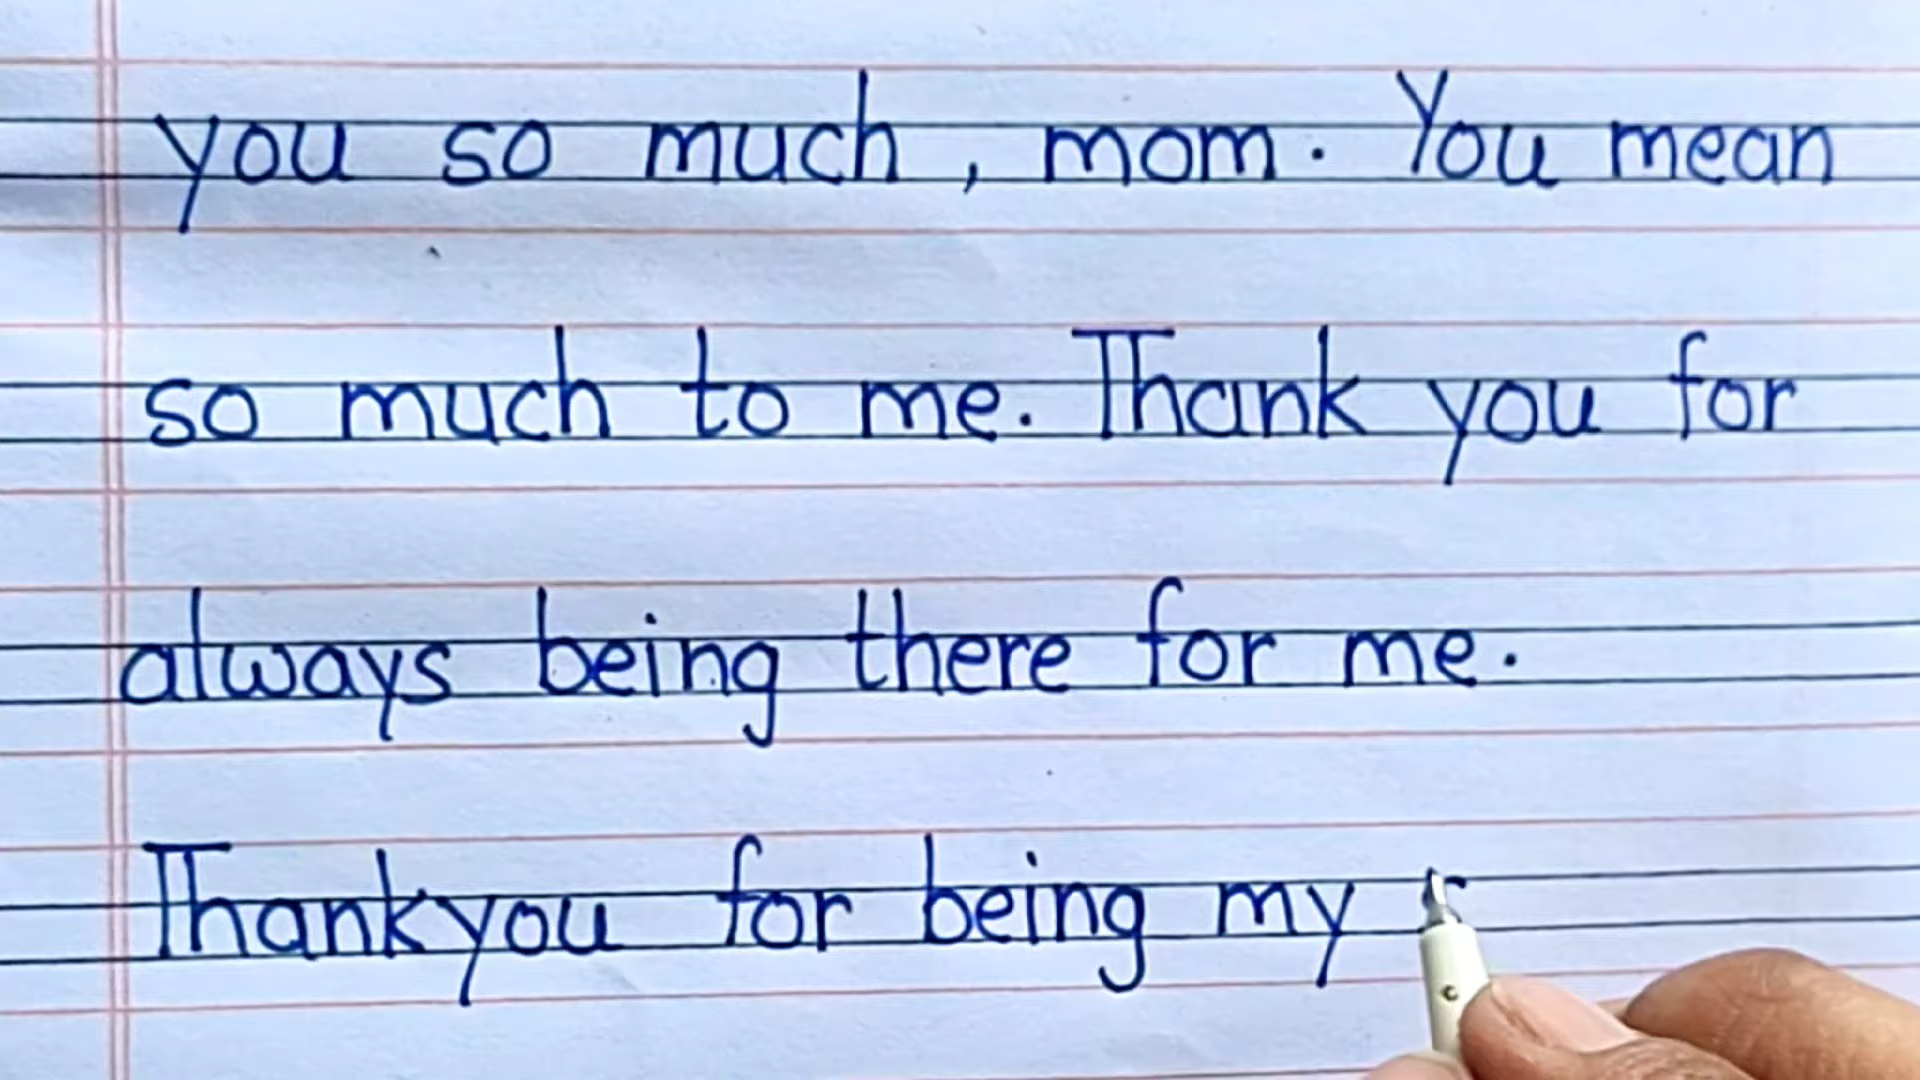 you so much, mom. You mean
so much to me. Thank you for
always being there for me.
Thankyou for being my